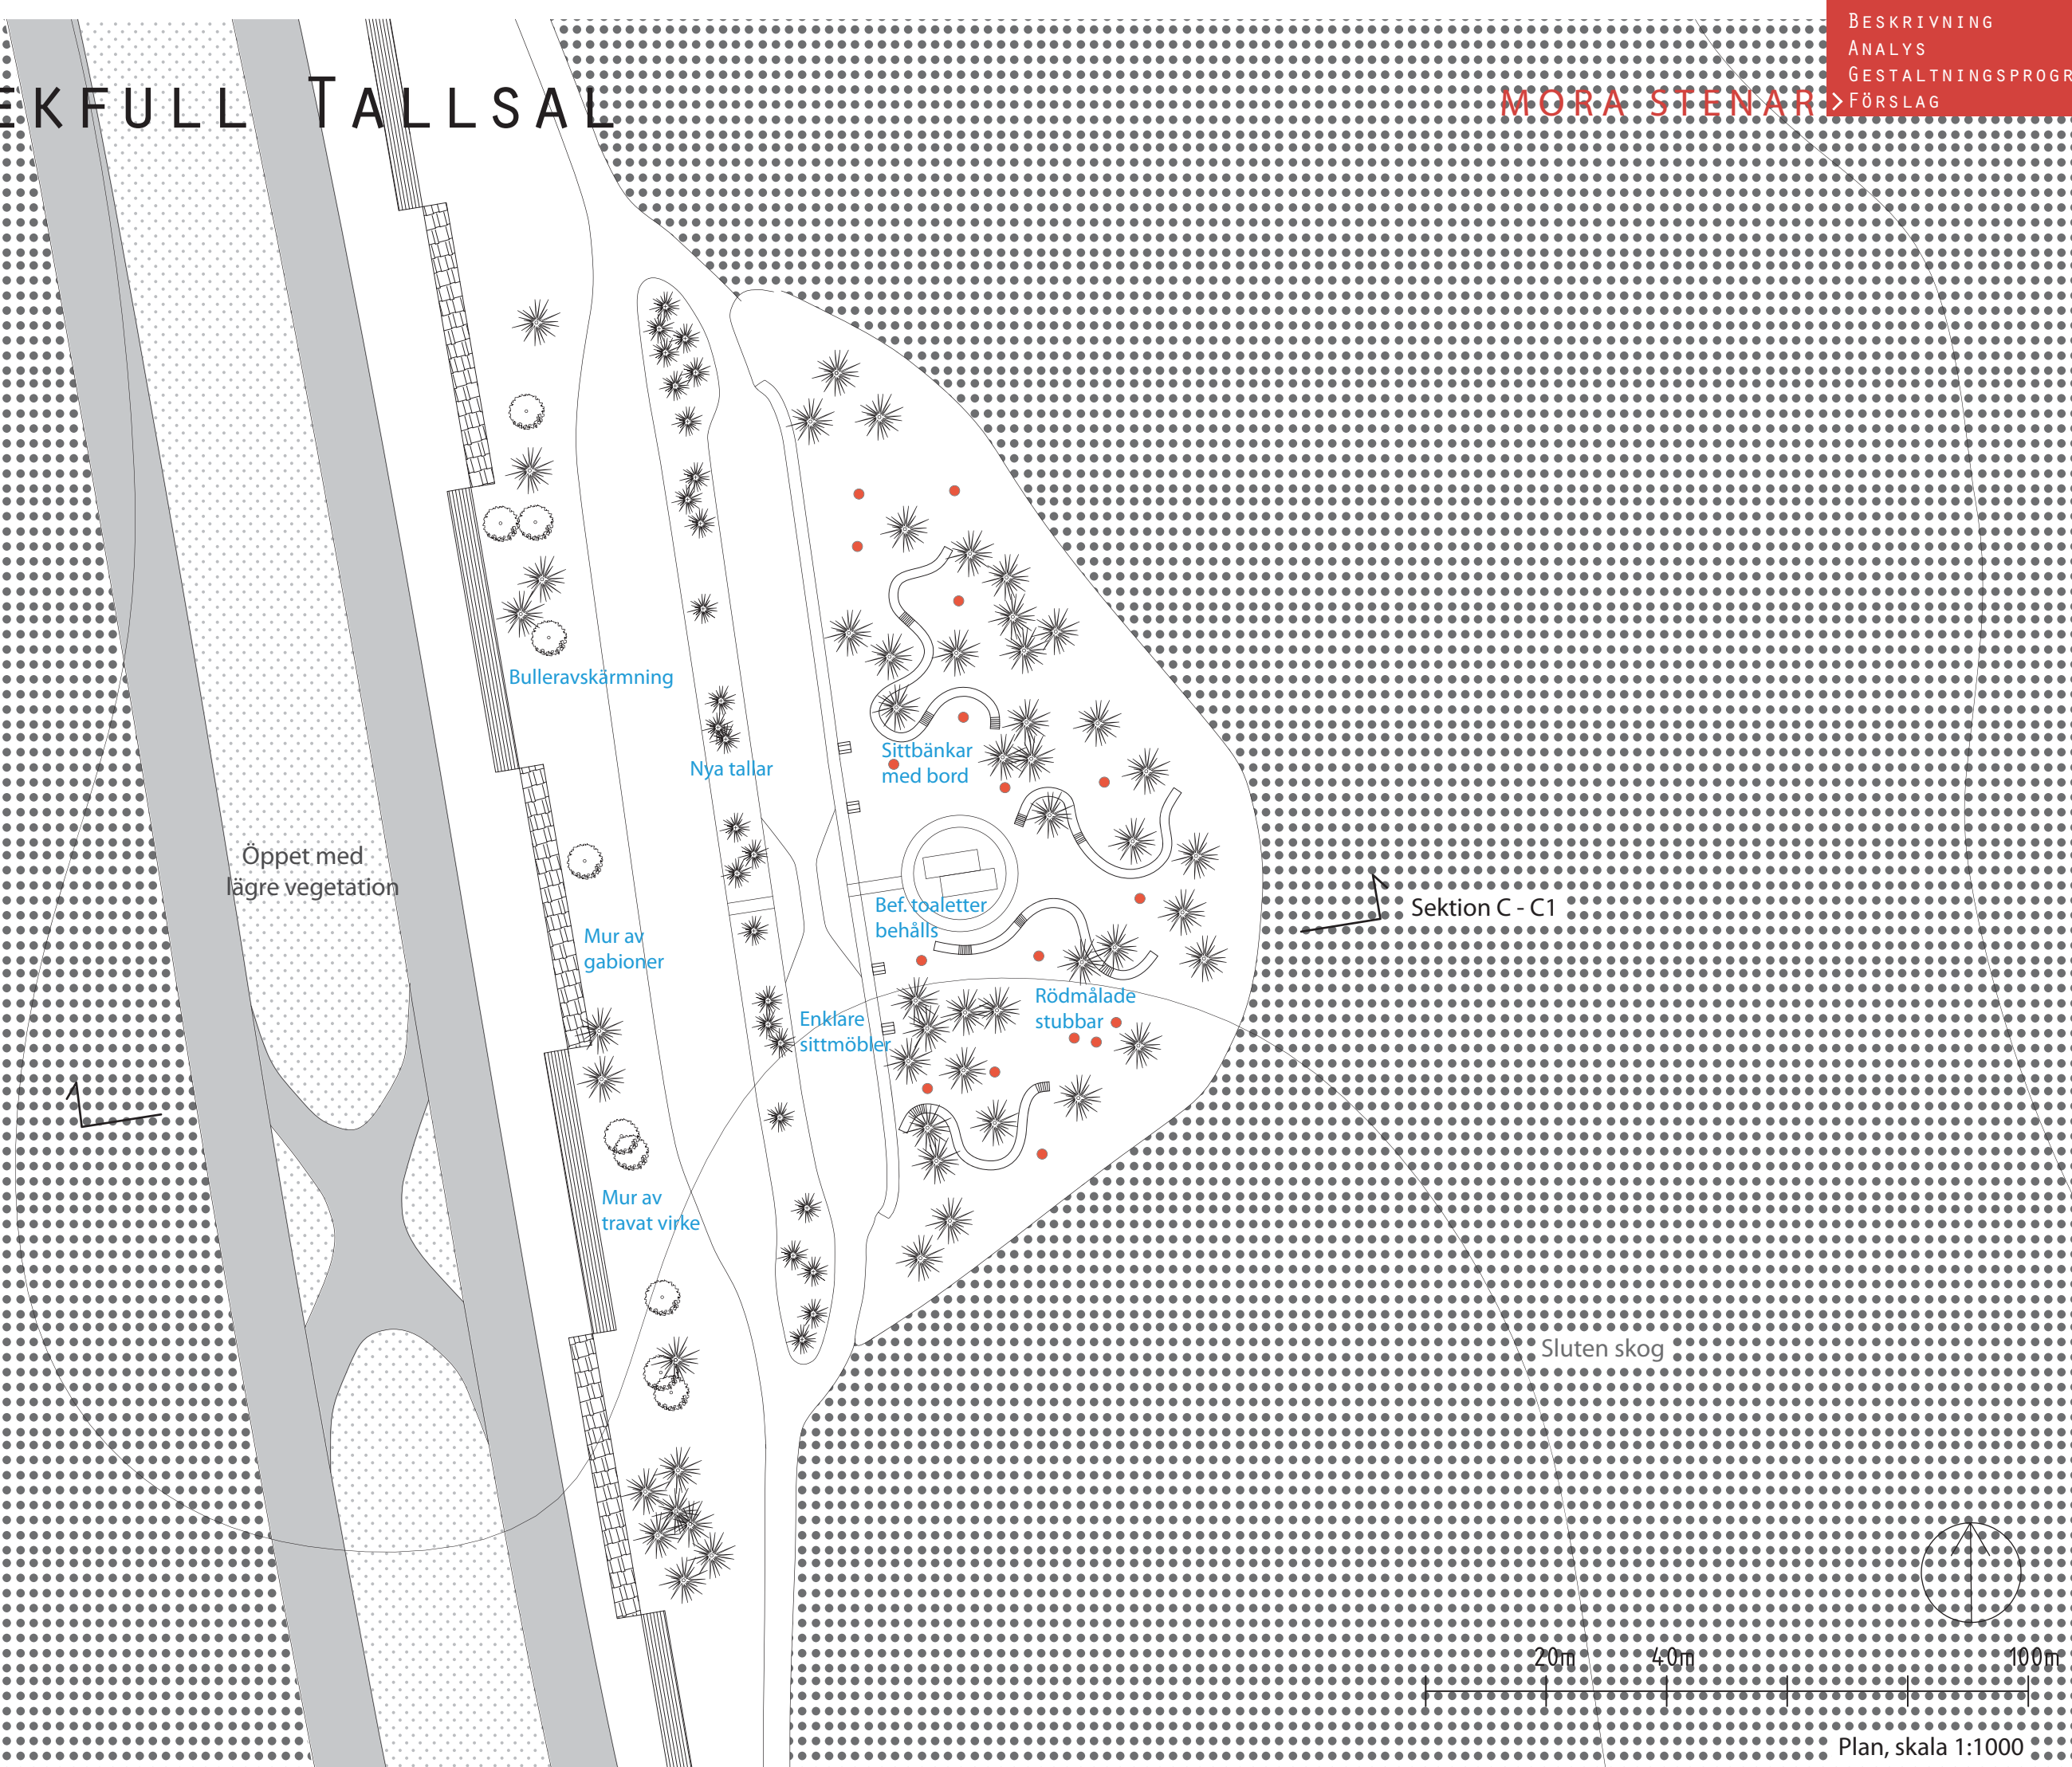 EKFULL TALLSAL
MORA STENAR
BESKRIVNING
ANALYS
GESTALTNINGSPROGR
>FÖRSLAG
Bulleravskärmning
Nya tallar
Sittbänkar
med bord
Öppet med
lägre vegetation
Bef. toaletter
behålls
Sektion C - C1
Mur av
gabioner
Enklare
sittmöbler
Rödmålade
stubbar
Mur av
travat virke
Sluten skog
20m 40m 100m
Plan, skala 1:1000